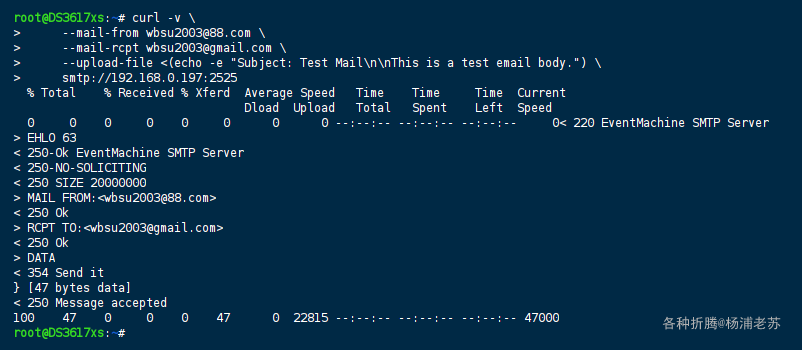 root@DS3617xs:~# curl -v \
>      --mail-from wbsu2003@88.com \
>      --mail-rcpt wbsu2003@gmail.com \
>      --upload-file <(echo -e "Subject: Test Mail\n\nThis is a test email body.") \
>      smtp://192.168.0.197:2525
  % Total    % Received % Xferd  Average Speed   Time    Time     Time  Current
                                 Dload  Upload   Total   Spent    Left  Speed
  0     0    0     0    0     0      0      0 --:--:-- --:--:-- --:--:--     0< 220 EventMachine SMTP Server
> EHLO 63
< 250-Ok EventMachine SMTP Server
< 250-NO-SOLICITING
< 250 SIZE 20000000
> MAIL FROM:<wbsu2003@88.com>
< 250 Ok
> RCPT TO:<wbsu2003@gmail.com>
< 250 Ok
> DATA
< 354 Send it
} [47 bytes data]
< 250 Message accepted
100    47    0     0    0    47      0  22815 --:--:-- --:--:-- --:--:-- 47000
root@DS3617xs:~#
各种折腾@杨浦老苏